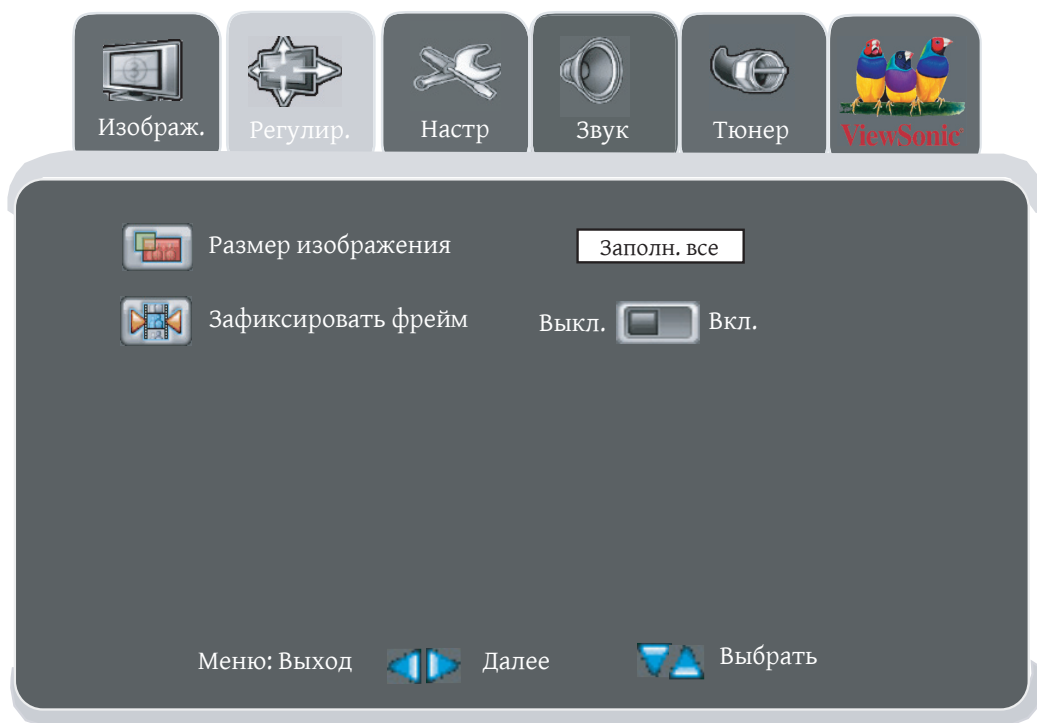 Изображ.
Регулир.
Настр
Звук
Тюнер
ViewSonic
Размер изображения
Заполн. все
Зафиксировать фрейм
Выкл.
Вкл.
Меню: Выход
Далее
Выбрать